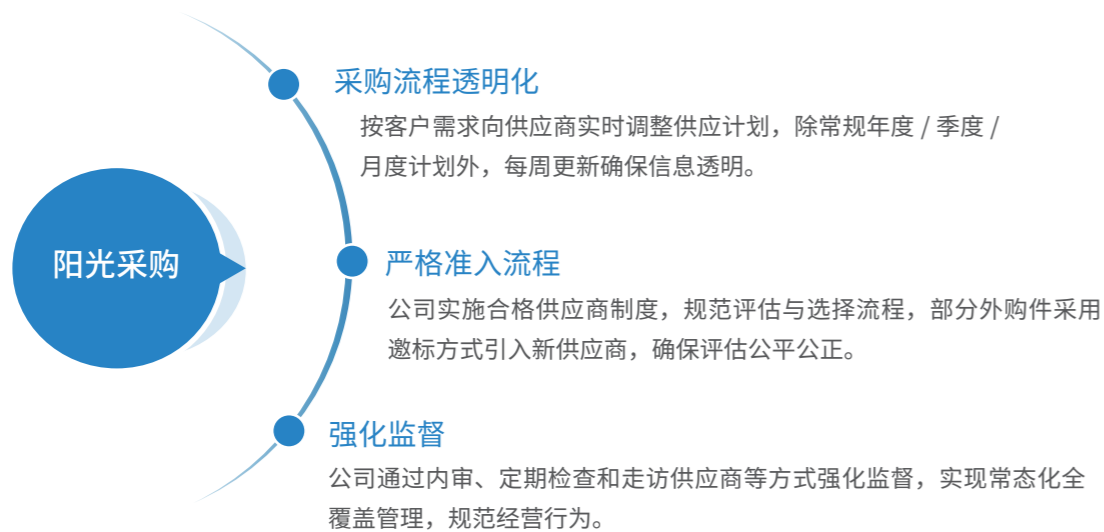 阳光采购
采购流程透明化
按客户需求向供应商实时调整供应计划，除常规年度 / 季度 /
月度计划外，每周更新确保信息透明。
严格准入流程
公司实施合格供应商制度，规范评估与选择流程，部分外购件采用
邀标方式引入新供应商，确保评估公平公正。
强化监督
公司通过内审、定期检查和走访供应商等方式强化监督，实现常态化全
覆盖管理，规范经营行为。